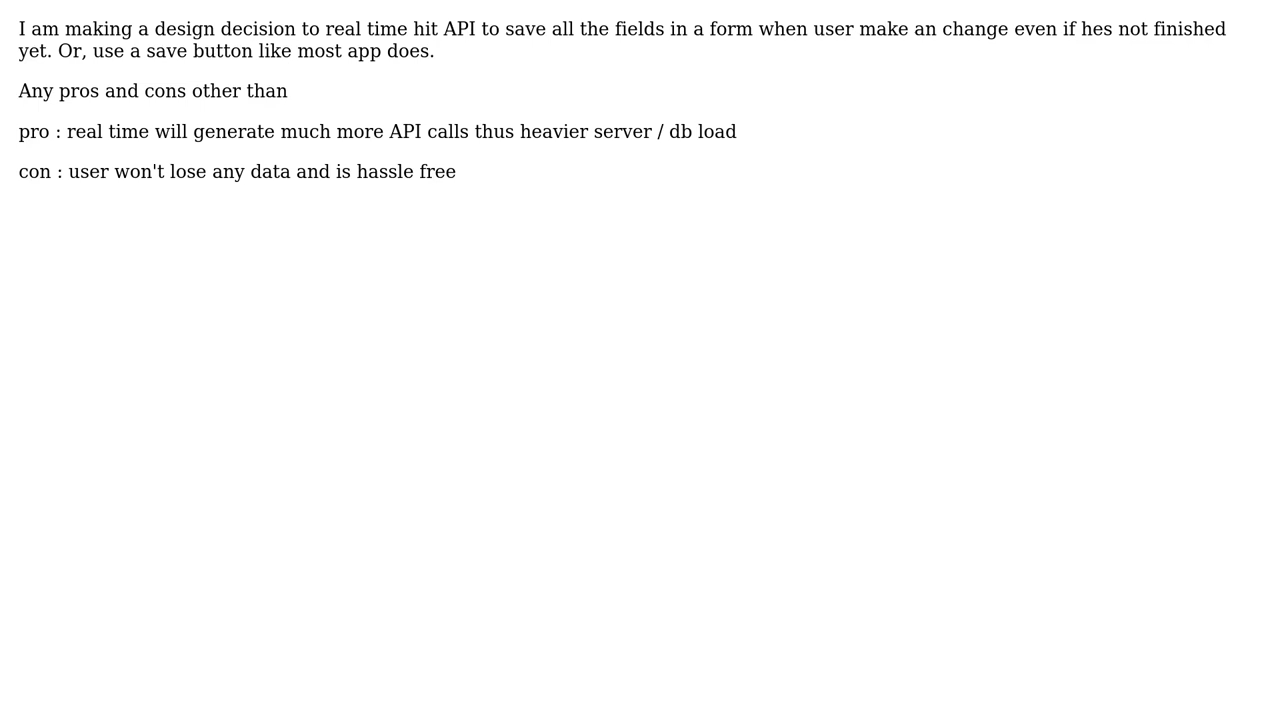 I am making a design decision to real time hit API to save all the fields in a form when user make an change even if hes not finished
yet. Or, use a save button like most app does.
Any pros and cons other than
pro : real time will generate much more API calls thus heavier server / db load
con : user won't lose any data and is hassle free